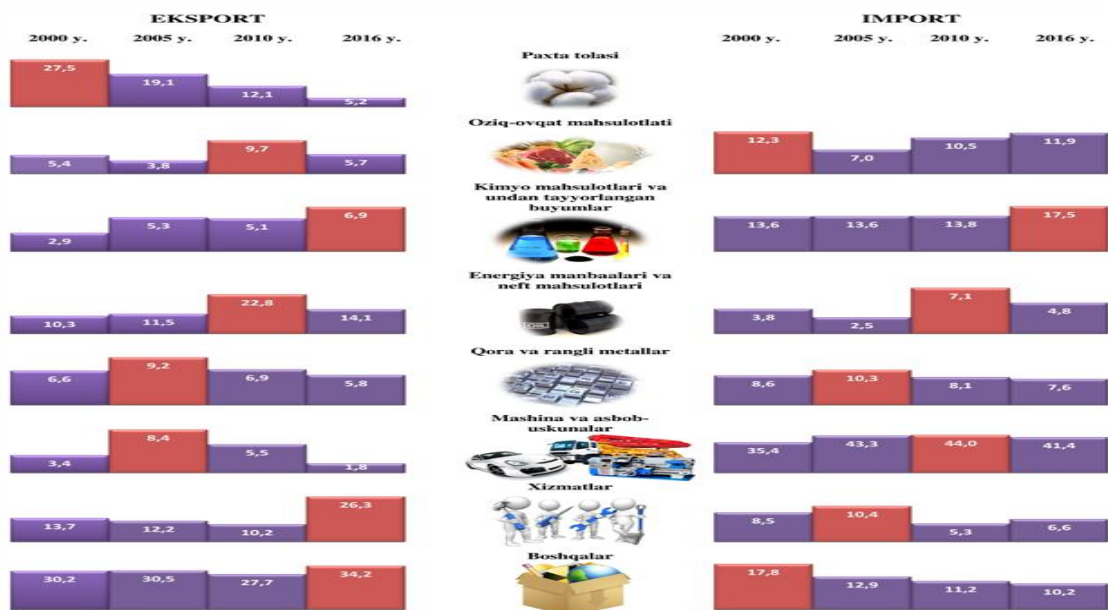 EKSPORT IMPORT
2000 y. 2005 y. 2010 y. 2016 y. 2000 y. 2005 y. 2010 y. 2016 y.
Paxta tolasi
27,5 19,1 12,1 5,2
Oziq-ovqat mahsulotlati
5,4 3,8 9,7 5,7 12,3 7,0 10,5 11,9
Kimyo mahsulotlari va
undan tayyorlangan
buyumlar
2,9 5,3 5,1 6,9 13,6 13,6 13,8 17,5
Energiya manbaalari va
neft mahsulotlari
10,3 11,5 22,8 14,1 3,8 2,5 7,1 4,8
Qora va rangli metallar
6,6 9,2 6,9 5,8 8,6 10,3 8,1 7,6
Mashina va asbob-
uskunalar
3,4 8,4 5,5 1,8 35,4 43,3 44,0 41,4
Xizmatlar
13,7 12,2 10,2 26,3 8,5 10,4 5,3 6,6
Boshqalar
30,2 30,5 27,7 34,2 17,8 12,9 11,2 10,2